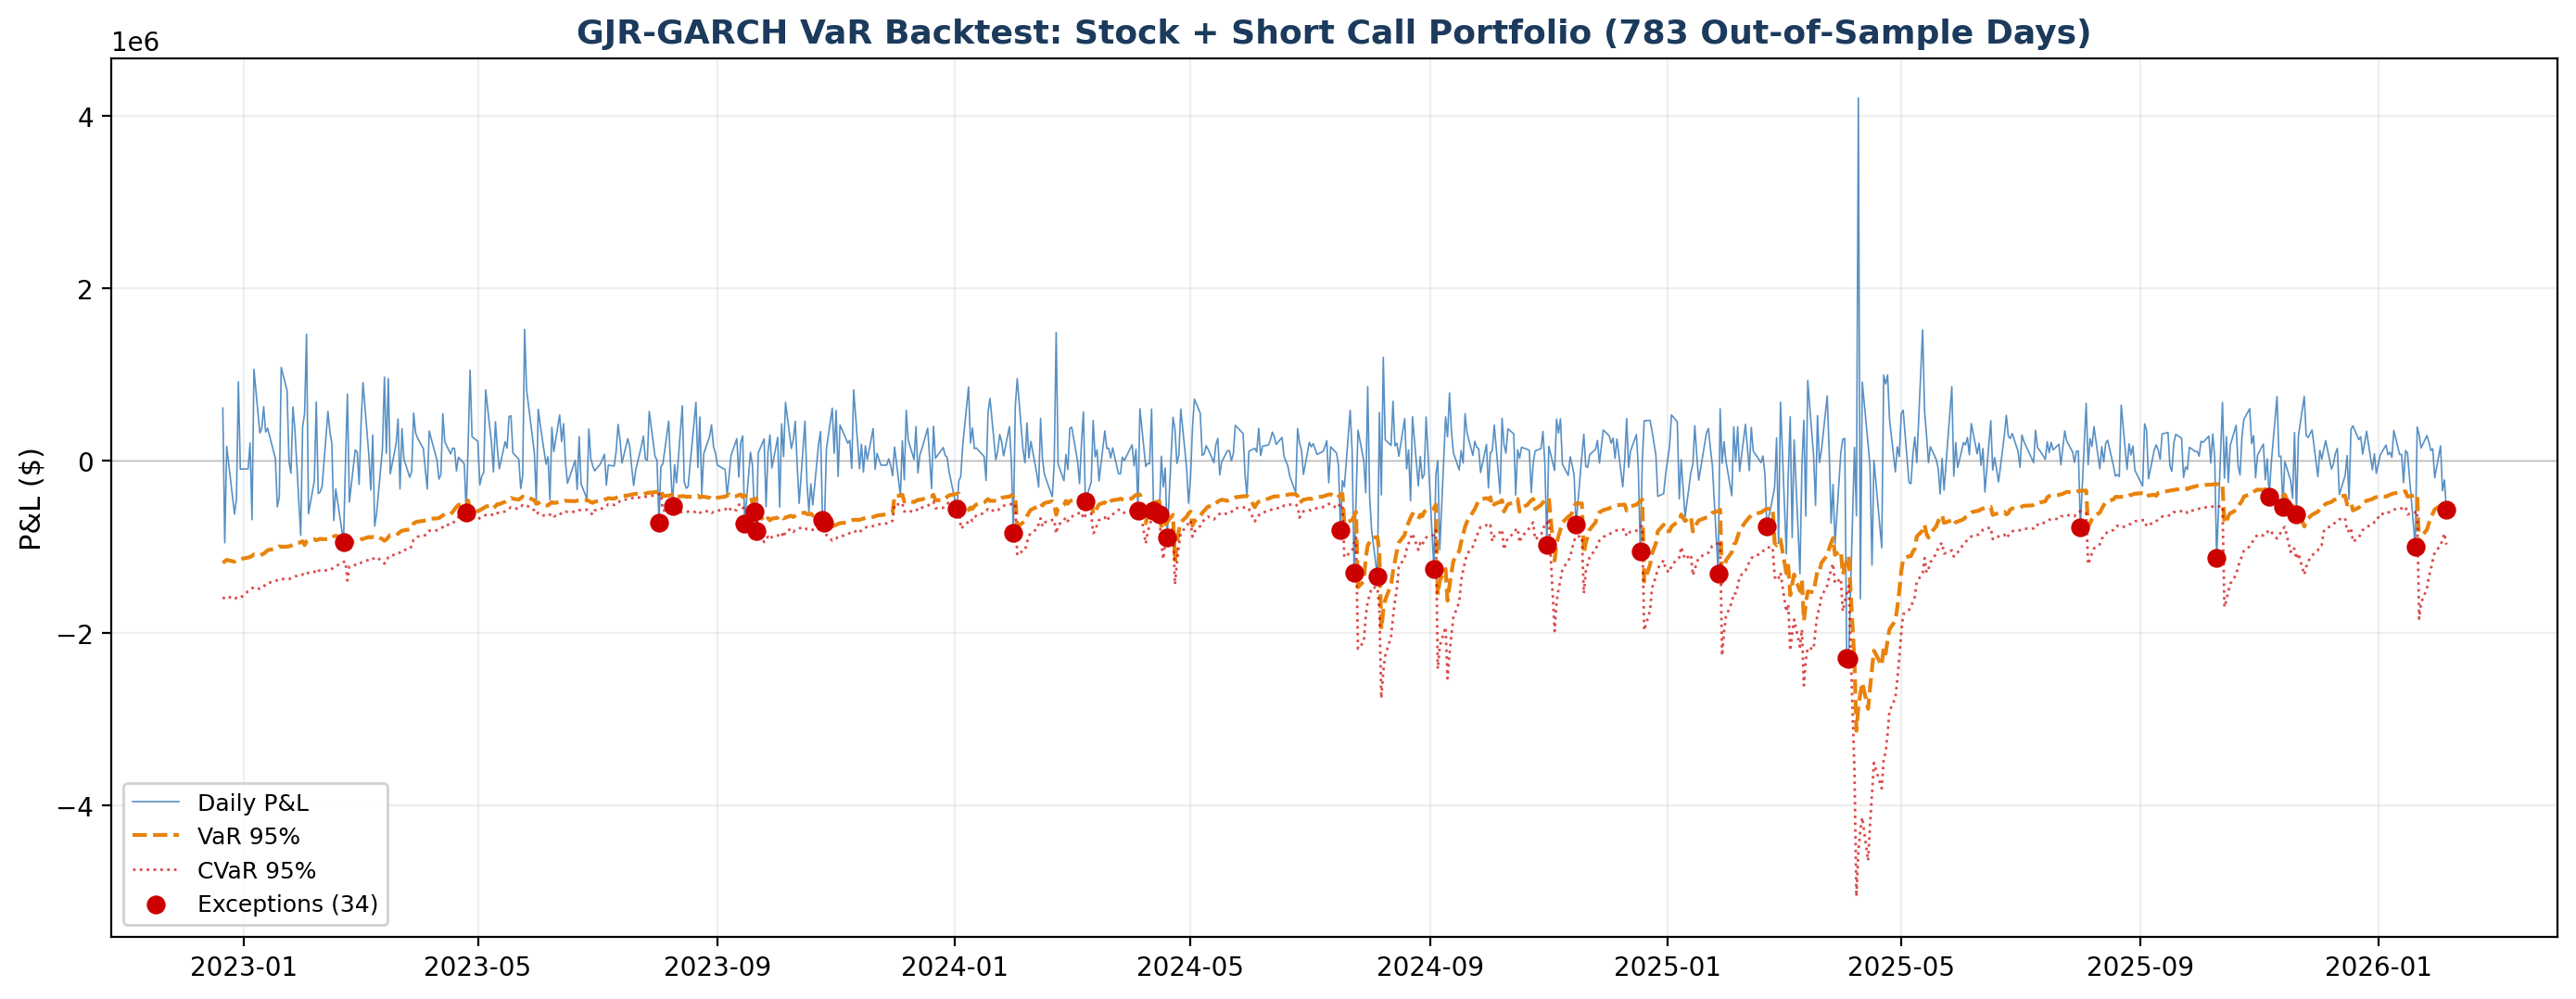 GJR-GARCH VaR Backtest: Stock + Short Call Portfolio (783 Out-of-Sample Days)
1e6
4
2
0
−2
−4
P&L ($)
Daily P&L
VaR 95%
CVaR 95%
Exceptions (34)
2023-01
2023-05
2023-09
2024-01
2024-05
2024-09
2025-01
2025-05
2025-09
2026-01